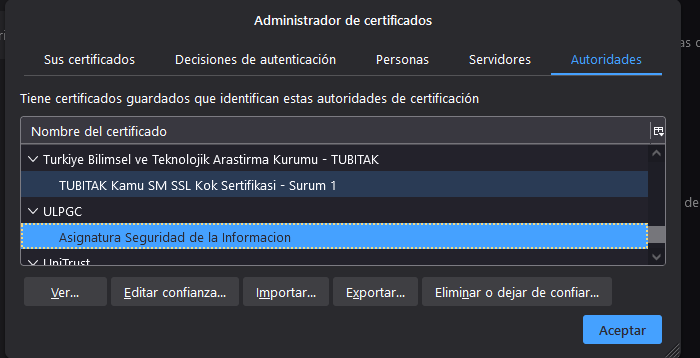 Administrador de certificados
Sus certificados Decisiones de autenticación Personas Servidores Autoridades
Tiene certificados guardados que identifican estas autoridades de certificación
Nombre del certificado
Turkiye Bilimsel ve Teknolojik Arastirma Kurumu - TUBITAK
TUBITAK Kamu SM SSL Kok Sertifikasi - Surum 1
ULPGC
Asignatura Seguridad de la Informacion
UniTrust
Ver... Editar confianza... Importar... Exportar... Eliminar o dejar de confiar...
Aceptar